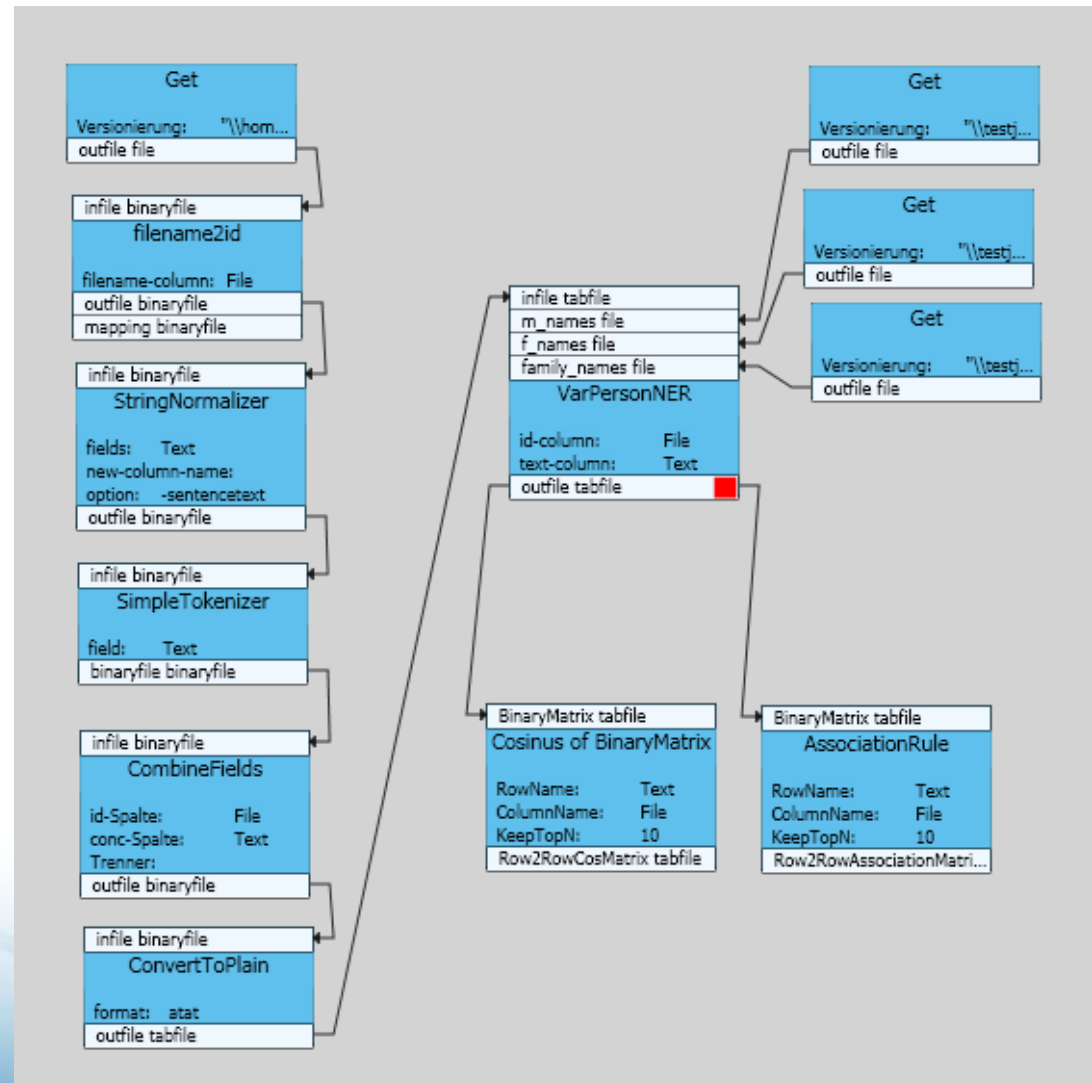 Get
Versionierung: "\\hom...
outfile file
infile binaryfile
filename2id
filename-column: File
outfile binaryfile
mapping binaryfile
infile binaryfile
StringNormalizer
fields: Text
new-column-name:
option: -sentencetext
outfile binaryfile
infile binaryfile
SimpleTokenizer
field: Text
binaryfile binaryfile
infile binaryfile
CombineFields
id-Spalte: File
conc-Spalte: Text
Trenner:
outfile binaryfile
infile binaryfile
ConvertToPlain
format: atat
outfile tabfile
infile tabfile
m_names file
f_names file
family_names file
VarPersonNER
id-column: File
text-column: Text
outfile tabfile
Get
Versionierung: "\\testj...
outfile file
Get
Versionierung: "\\testj...
outfile file
Get
Versionierung: "\\testj...
outfile file
BinaryMatrix tabfile
Cosinus of BinaryMatrix
RowName: Text
ColumnName: File
KeepTopN: 10
Row2RowCosMatrix tabfile
BinaryMatrix tabfile
AssociationRule
RowName: Text
ColumnName: File
KeepTopN: 10
Row2RowAssociationMatri...